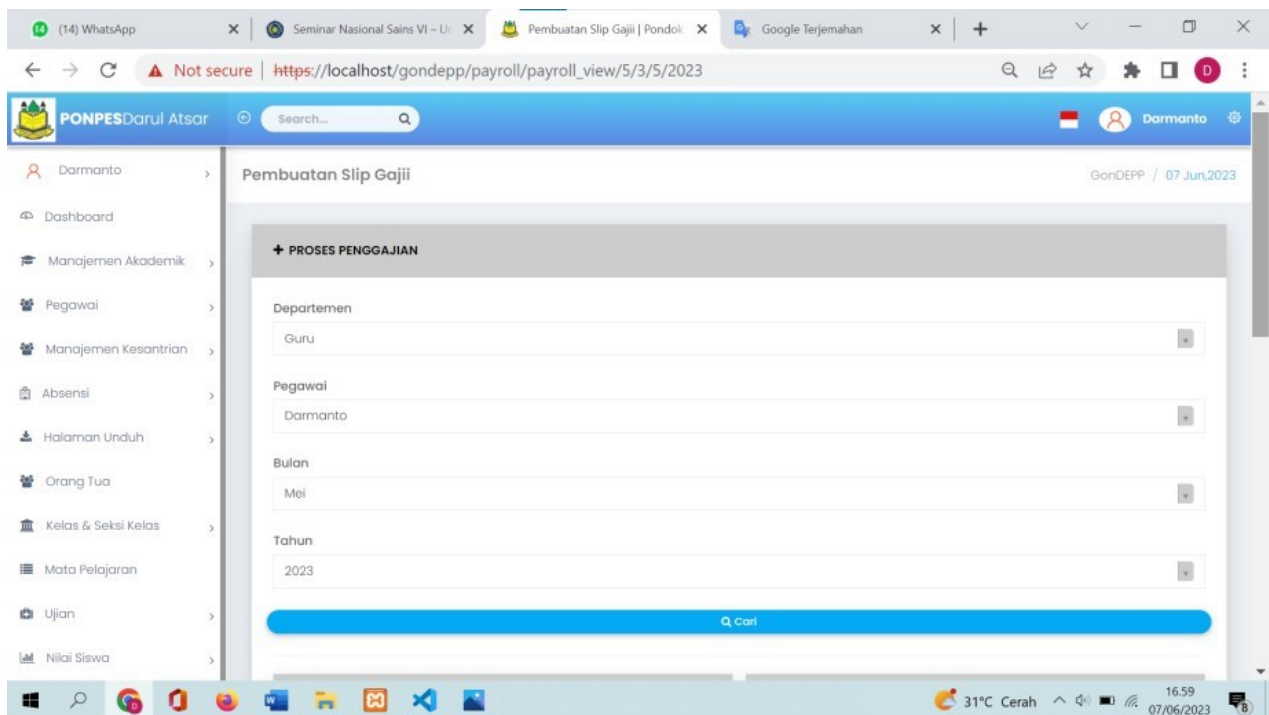 14 (14) WhatsApp
Seminar Nasional Sains VI – Un
Pembuatan Slip Gajii | Pondok
Google Terjemahan
Not secure | https://localhost/gondepp/payroll/payroll_view/5/3/5/2023
D
PONPESDarul Atsar
Search...
Darmanto
Darmanto
Pembuatan Slip Gajii
GonDEPP / 07 Jun,2023
Dashboard
Manajemen Akademik
Pegawai
Manajemen Kesantrian
Absensi
Halaman Unduh
Orang Tua
Kelas & Seksi Kelas
Mata Pelajaran
Ujian
Nilai Siswa
+ PROSES PENGGAJIAN
Departemen
Guru
Pegawai
Darmanto
Bulan
Mei
Tahun
2023
Cari
31°C Cerah
16.59
07/06/2023
8